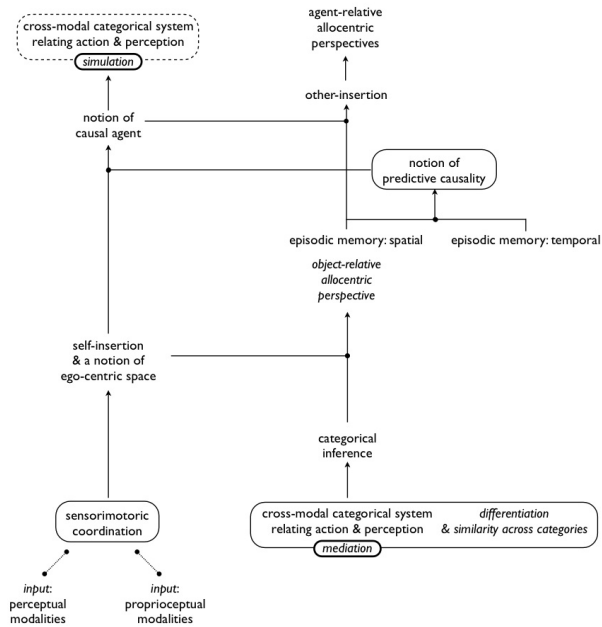 cross-modal categorical system
relating action & perception
simulation
agent-relative
allocentric
perspectives
other-insertion
notion of
causal agent
notion of
predictive causality
episodic memory: spatial
episodic memory: temporal
object-relative
allocentric
perspective
self-insertion
& a notion of
ego-centric space
categorical
inference
sensorimotoric
coordination
cross-modal categorical system
relating action & perception
mediation
differentiation
& similarity across categories
input:
perceptual
modalities
input:
proprioceptual
modalities